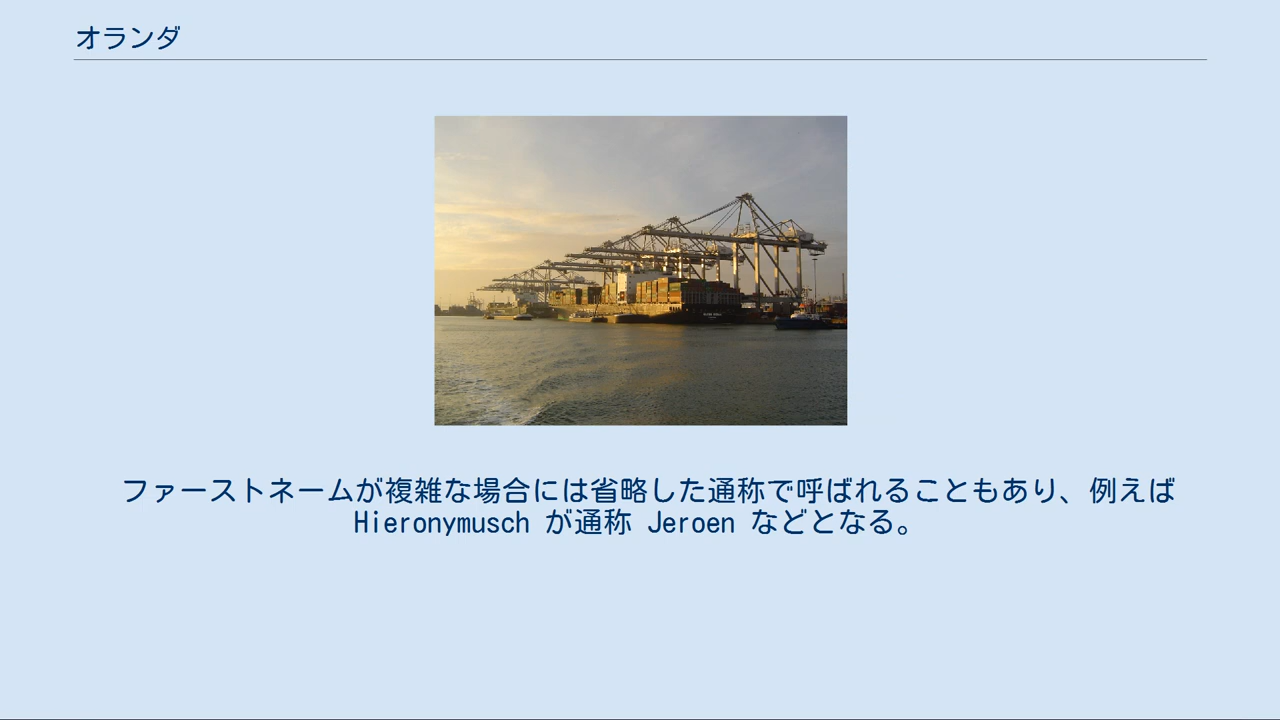 オランダ
ファーストネームが複雑な場合には省略した通称で呼ばれることもあり、例えば
Hieronymusch が通称 Jeroen などとなる。